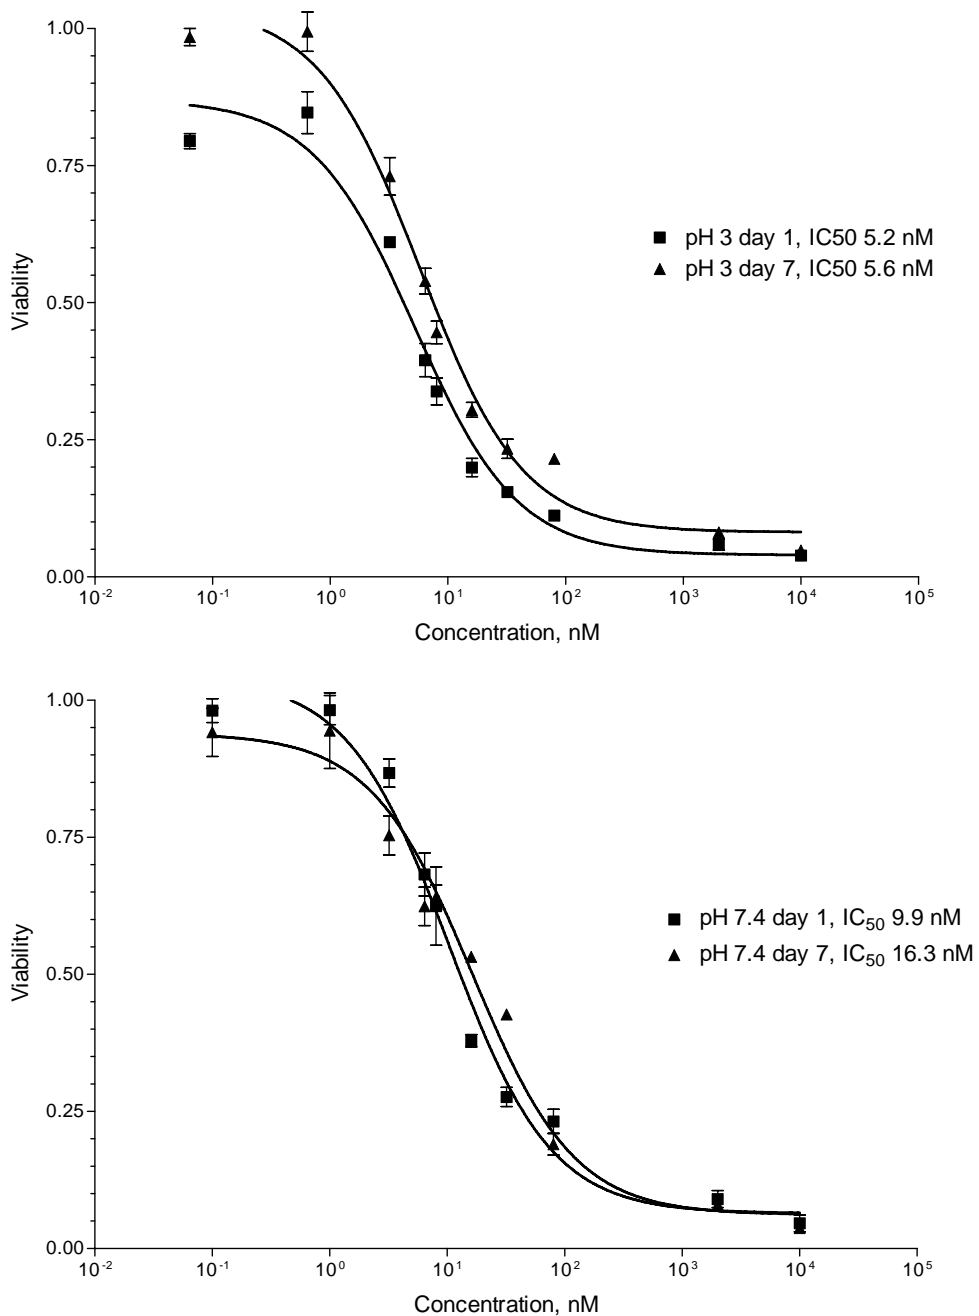 1.00
0.75
0.50
0.25
0.00
Viability
pH 3 day 1, IC50 5.2 nM
pH 3 day 7, IC50 5.6 nM
10⁻² 10⁻¹ 10⁰ 10¹ 10² 10³ 10⁴ 10⁵
Concentration, nM
1.00
0.75
0.50
0.25
0.00
Viability
pH 7.4 day 1, IC₅₀ 9.9 nM
pH 7.4 day 7, IC₅₀ 16.3 nM
10⁻² 10⁻¹ 10⁰ 10¹ 10² 10³ 10⁴ 10⁵
Concentration, nM